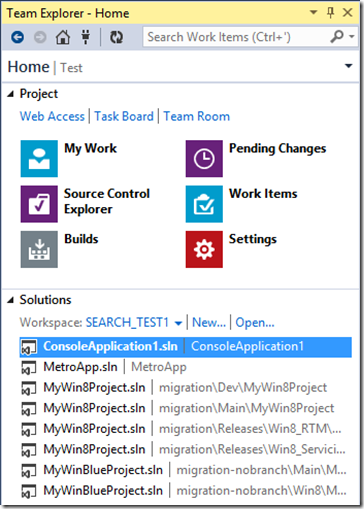 Team Explorer - Home
Search Work Items (Ctrl+')
Home | Test
Project
Web Access | Task Board | Team Room
My Work
Pending Changes
Source Control Explorer
Work Items
Builds
Settings
Solutions
Workspace: SEARCH_TEST1 | New... | Open...
ConsoleApplication1.sln | ConsoleApplication1
MetroApp.sln | MetroApp
MyWin8Project.sln | migration\Dev\MyWin8Project
MyWin8Project.sln | migration\Main\MyWin8Project
MyWin8Project.sln | migration\Releases\Win8_RTM\...
MyWin8Project.sln | migration\Releases\Win8_Servici...
MyWinBlueProject.sln | migration-nobranch\Main\M...
MyWinBlueProject.sln | migration-nobranch\Win8\M...